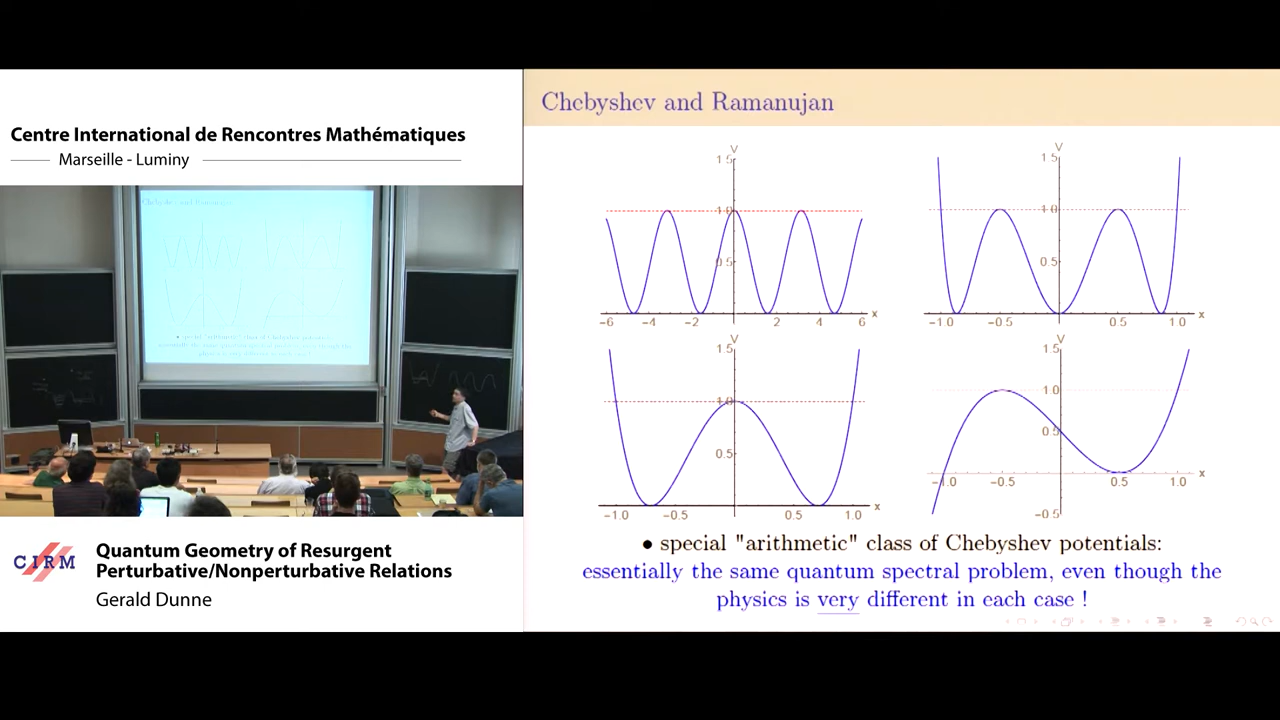 Centre International de Rencontres Mathématiques
Marseille - Luminy
CIRM
Quantum Geometry of Resurgent
Perturbative/Nonperturbative Relations
Gerald Dunne
Chebyshev and Ramanujan
V
1.5
1.0
0.5
−6 −4 −2 2 4 6 x
V
1.5
1.0
0.5
−1.0 −0.5 0.5 1.0 x
V
1.5
1.0
0.5
−1.0 −0.5 0.5 1.0 x
V
1.5
1.0
0.5
−1.0 −0.5 0.5 1.0 x
−0.5
• special "arithmetic" class of Chebyshev potentials:
essentially the same quantum spectral problem, even though the
physics is very different in each case !